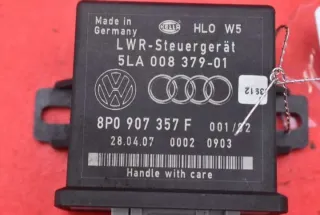 Made in
Germany
HELLA
HLO W5
LWR-Steuergerät
5LA 008 379-01
8P0 907 357 F 001/02
28.04.07 0002 0903
Handle with care